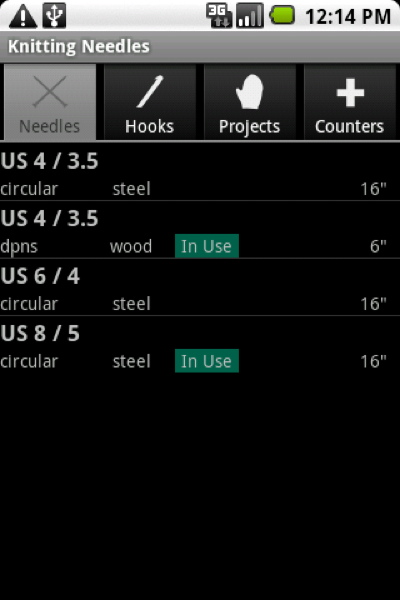 3G 12:14 PM
Knitting Needles
Needles Hooks Projects Counters
US 4 / 3.5
circular steel 16"
US 4 / 3.5
dpns wood In Use 6"
US 6 / 4
circular steel 16"
US 8 / 5
circular steel In Use 16"